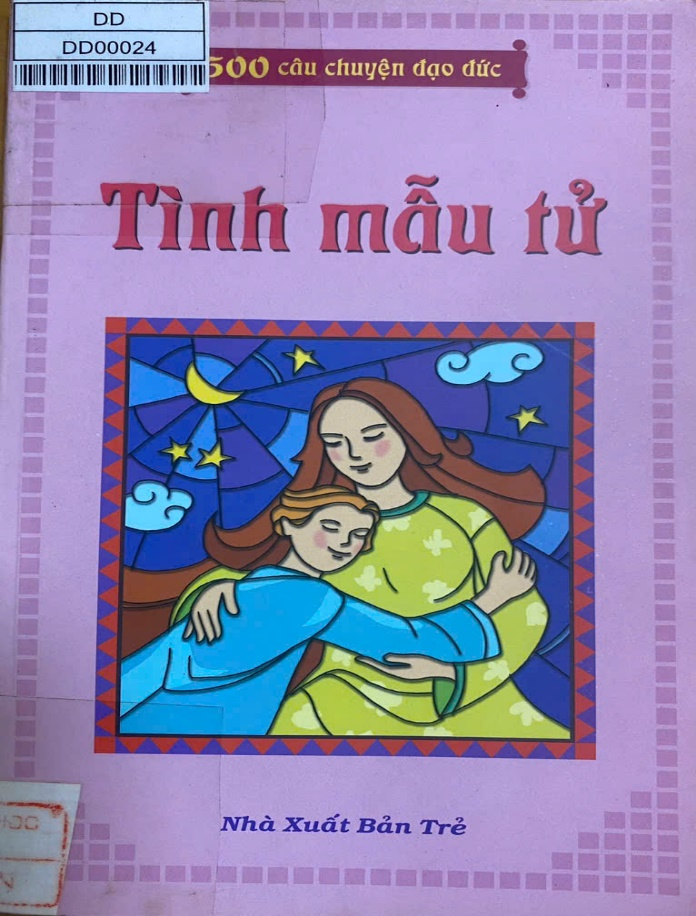 DD
DD00024
500 câu chuyện đạo đức
Tình mẫu tử
Nhà Xuất Bản Trẻ